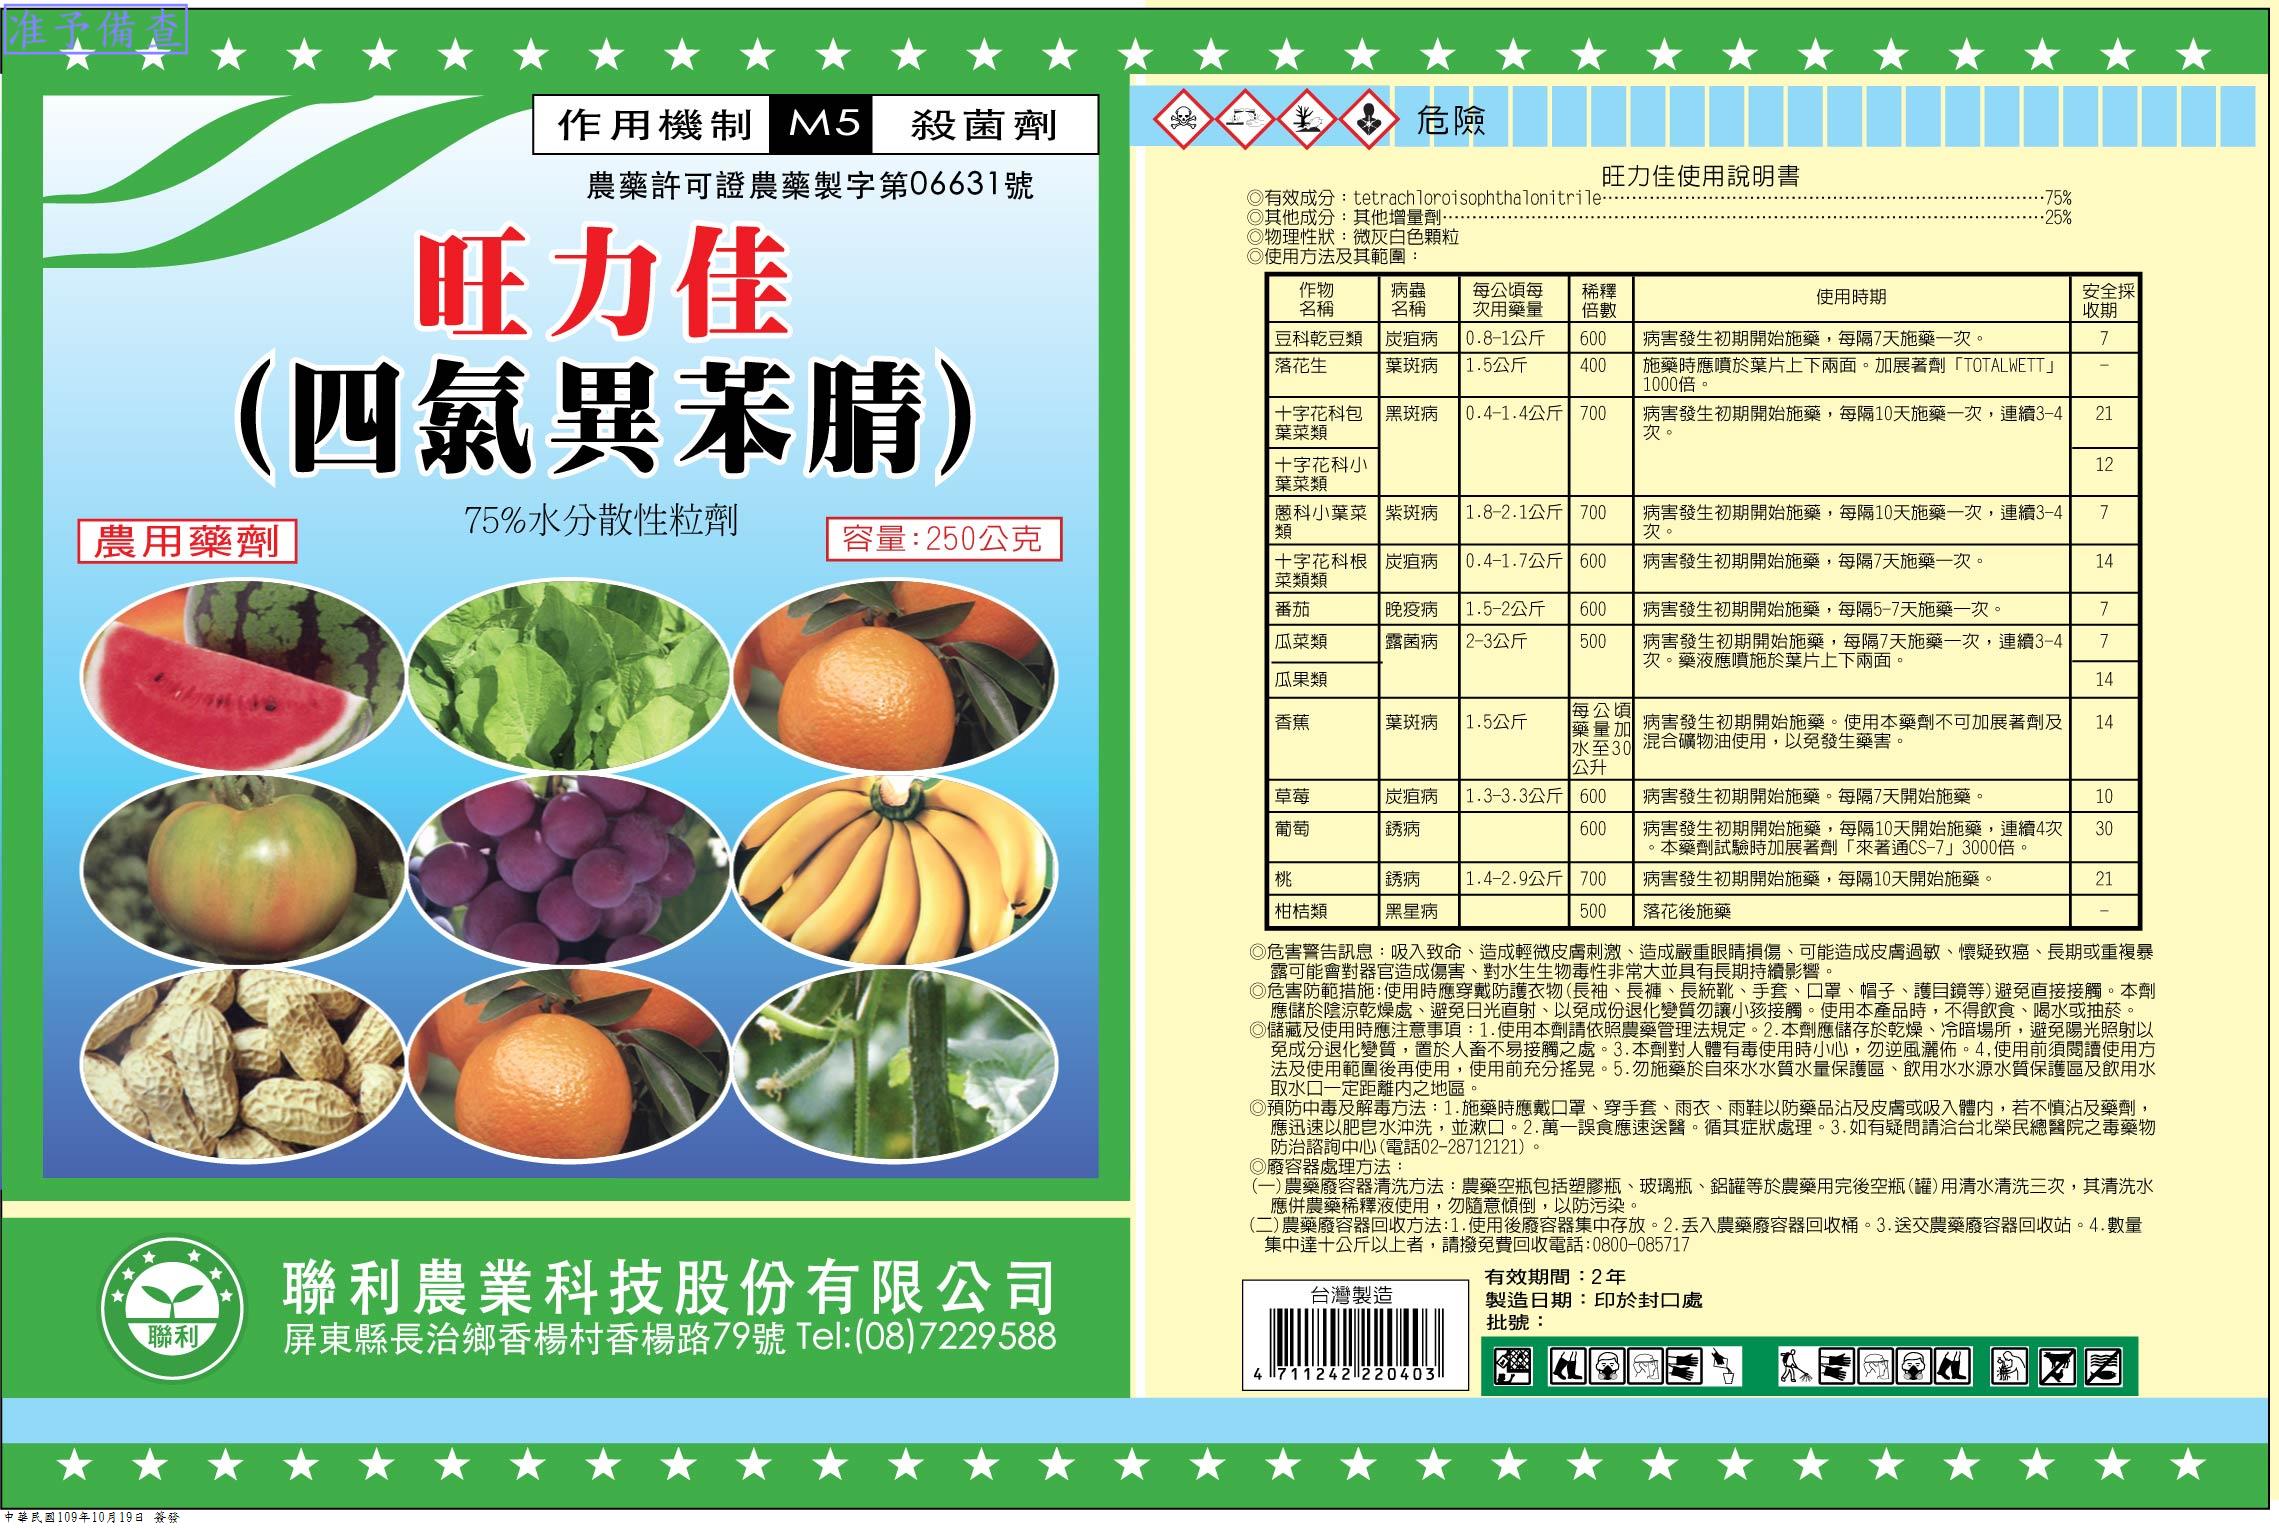 准予備查
作用機制 M5 殺菌劑
農藥許可證農藥製字第06631號
旺力佳
(四氯異苯腈)
75%水分散性粒劑
農用藥劑
容量:250公克
聯利
聯利農業科技股份有限公司
屏東縣長治鄉香楊村香楊路79號 Tel:(08)7229588
危險
旺力佳使用說明書
◎有效成分：tetrachloroisophthalonitrile…………………………75%
◎其他成分：其他增量劑…………………………25%
◎物理性狀：微灰白色顆粒
◎使用方法及其範圍：
作物名稱 病蟲名稱 每公頃每次用藥量 稀釋倍數 使用時期 安全採收期
豆科乾豆類 炭疽病 0.8-1公斤 600 病害發生初期開始施藥，每隔7天施藥一次。 7
落花生 葉斑病 1.5公斤 400 施藥時應噴於葉片上下兩面。加展著劑「TOTALWETT」 -
1000倍。
十字花科包 黑斑病 0.4-1.4公斤 700 病害發生初期開始施藥，每隔10天施藥一次，連續3-4 21
葉菜類 次。
十字花科小 12
葉菜類
蔥科小葉菜 紫斑病 1.8-2.1公斤 700 病害發生初期開始施藥，每隔10天施藥一次，連續3-4 7
類 次。
十字花科根 炭疽病 0.4-1.7公斤 600 病害發生初期開始施藥，每隔7天施藥一次。 14
菜類類
番茄 晚疫病 1.5-2公斤 600 病害發生初期開始施藥，每隔5-7天施藥一次。 7
瓜菜類 露菌病 2-3公斤 500 病害發生初期開始施藥，每隔7天施藥一次，連續3-4 7
次。藥液應噴施於葉片上下兩面。
瓜果類 14
香蕉 葉斑病 1.5公斤 每公頃藥量加水至30公升 病害發生初期開始施藥。使用本藥劑不可加展著劑及 14
混合礦物油使用，以免發生藥害。
草莓 炭疽病 1.3-3.3公斤 600 病害發生初期開始施藥。每隔7天開始施藥。 10
葡萄 銹病 600 病害發生初期開始施藥，每隔10天開始施藥，連續4次 30
。本藥劑試驗時加展著劑「來著通CS-7」3000倍。
桃 銹病 1.4-2.9公斤 700 病害發生初期開始施藥，每隔10天開始施藥。 21
柑桔類 黑星病 500 落花後施藥 -
◎危害警告訊息：吸入致命、造成輕微皮膚刺激、造成嚴重眼睛損傷、可能造成皮膚過敏、懷疑致癌、長期或重複暴
露可能會對器官造成傷害、對水生生物毒性非常大並具有長期持續影響。
◎危害防範措施:使用時應穿戴防護衣物(長袖、長褲、長統靴、手套、口罩、帽子、護目鏡等)避免直接接觸。本劑
應儲於陰涼乾燥處、避免日光直射、以免成份退化變質勿讓小孩接觸。使用本產品時，不得飲食、喝水或抽菸。
◎儲藏及使用時應注意事項：1.使用本劑請依照農藥管理法規定。2.本劑應儲存於乾燥、冷暗場所，避免陽光照射以
免成分退化變質，置於人畜不易接觸之處。3.本劑對人體有毒使用時小心，勿逆風灑佈。4.使用前須閱讀使用方
法及使用範圍後再使用，使用前充分搖晃。5.勿施藥於自來水水質水量保護區、飲用水水源水質保護區及飲用水
取水口一定距離內之地區。
◎預防中毒及解毒方法：1.施藥時應戴口罩、穿手套、雨衣、雨鞋以防藥品沾及皮膚或吸入體內，若不慎沾及藥劑，
應迅速以肥皂水沖洗，並漱口。2.萬一誤食應速送醫。循其症狀處理。3.如有疑問請洽台北榮民總醫院之毒藥物
防治諮詢中心(電話02-28712121)。
◎廢容器處理方法：
(一)農藥廢容器清洗方法：農藥空瓶包括塑膠瓶、玻璃瓶、鋁罐等於農藥用完後空瓶(罐)用清水清洗三次，其清洗水
應併農藥稀釋液使用，勿隨意傾倒，以防污染。
(二)農藥廢容器回收方法:1.使用後廢容器集中存放。2.丟入農藥廢容器回收桶。3.送交農藥廢容器回收站。4.數量
集中達十公斤以上者，請撥免費回收電話:0800-085717
台灣製造
4 711242 220403
有效期間：2年
製造日期：印於封口處
批號：
中華民國109年10月19日 簽發